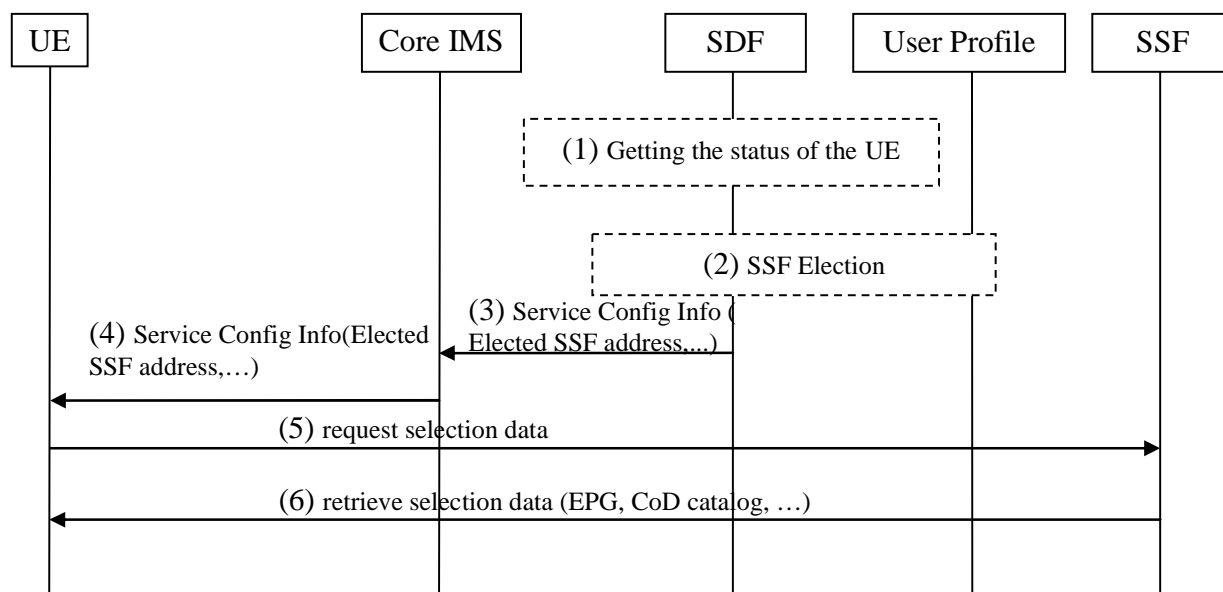 UE
Core IMS
SDF
User Profile
SSF
(1) Getting the status of the UE
(2) SSF Election
(3) Service Config Info (
Elected SSF address,...)
(4) Service Config Info(Elected
SSF address,…)
(5) request selection data
(6) retrieve selection data (EPG, CoD catalog, …)